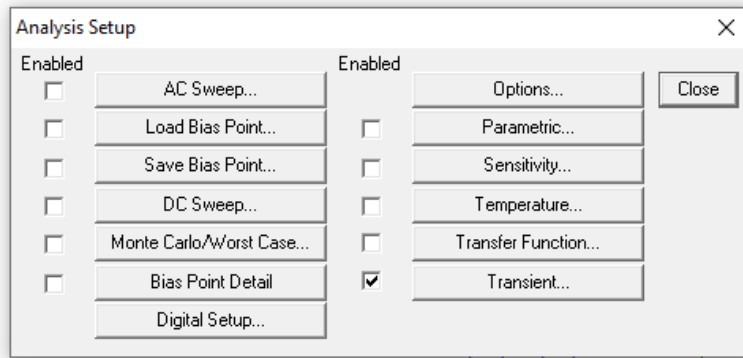 Analysis Setup
Enabled Enabled
AC Sweep... Options... Close
Load Bias Point... Parametric...
Save Bias Point... Sensitivity...
DC Sweep... Temperature...
Monte Carlo/Worst Case... Transfer Function...
Bias Point Detail Transient...
Digital Setup...